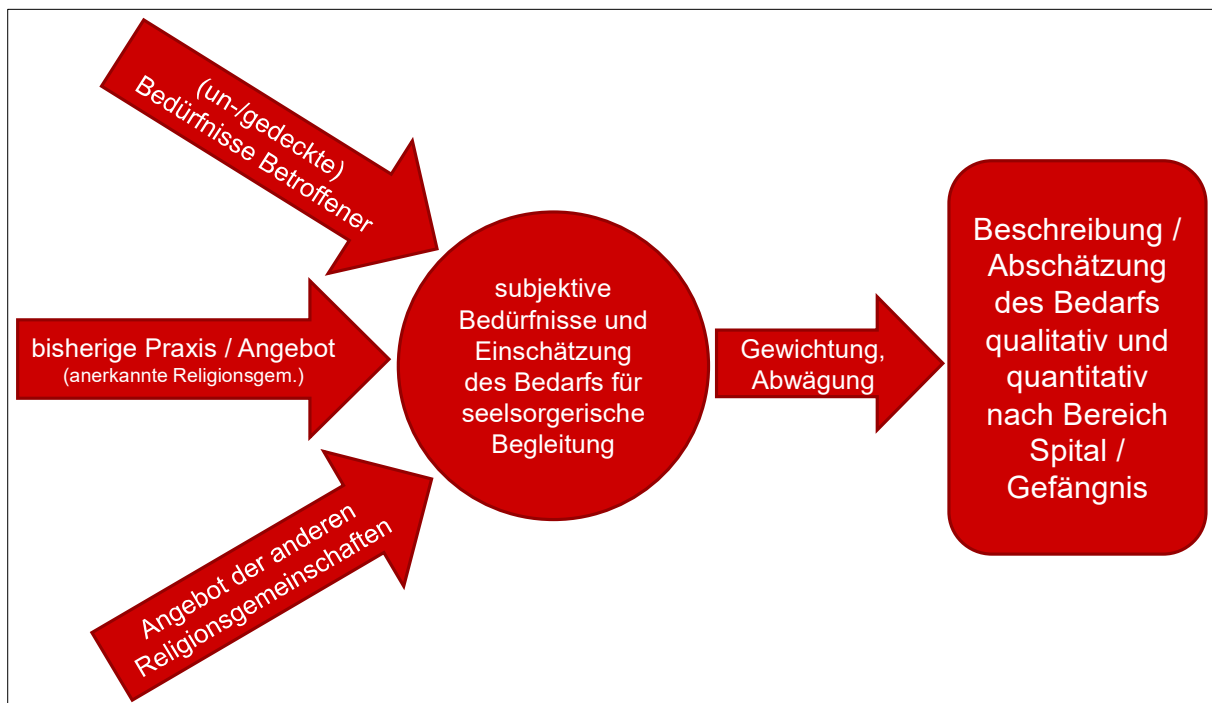 (un-/gedeckte)
Bedürfnisse Betroffener
bisherige Praxis / Angebot
(anerkannte Religionsgem.)
Angebot der anderen
Religionsgemeinschaften
subjektive
Bedürfnisse und
Einschätzung
des Bedarfs für
seelsorgerische
Begleitung
Gewichtung,
Abwägung
Beschreibung /
Abschätzung
des Bedarfs
qualitativ und
quantitativ
nach Bereich
Spital /
Gefängnis